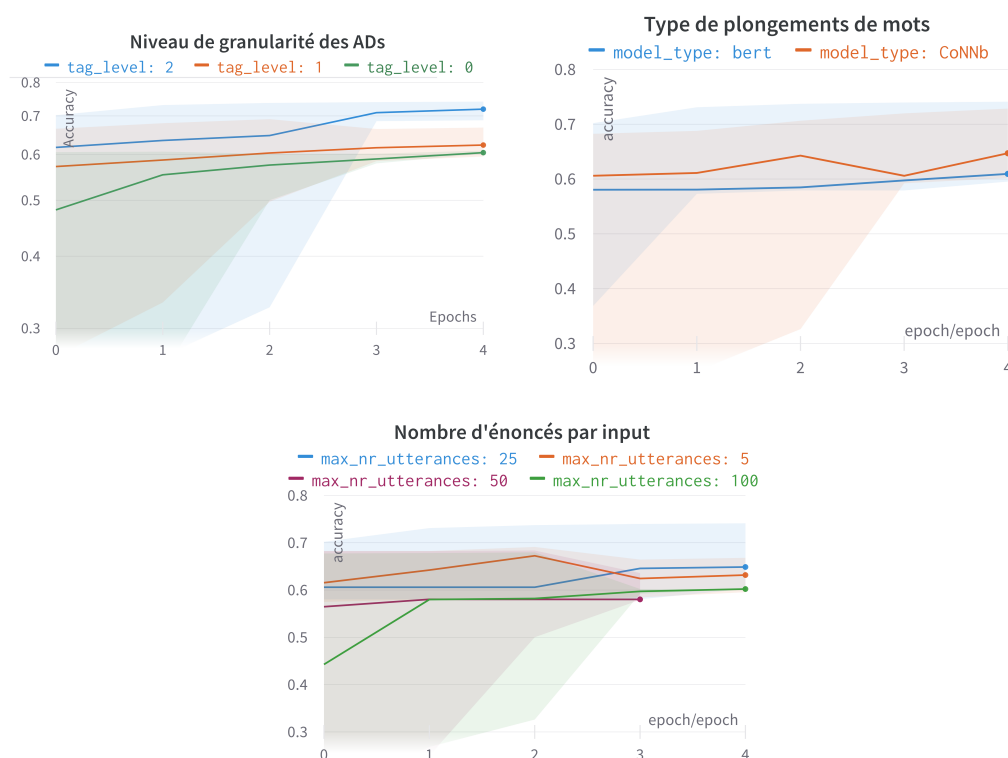 Niveau de granularité des ADs
tag_level: 2 tag_level: 1 tag_level: 0
0.8
0.7
0.6
0.5
0.4
0.3
Accuracy
Epochs
0 1 2 3 4
Type de plongements de mots
model_type: bert model_type: CoNNb
0.8
0.7
0.6
0.5
0.4
0.3
accuracy
epoch/epoch
0 1 2 3 4
Nombre d'énoncés par input
max_nr_utterances: 25 max_nr_utterances: 5
max_nr_utterances: 50 max_nr_utterances: 100
0.8
0.7
0.6
0.5
0.4
0.3
accuracy
epoch/epoch
0 1 2 3 4